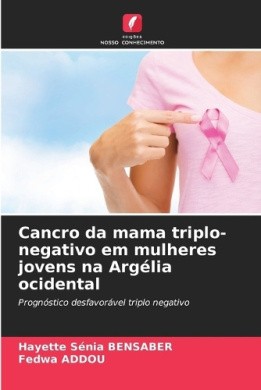 edições
NOSSO CONHECIMENTO
Cancro da mama triplo-
negativo em mulheres
jovens na Argélia
ocidental
Prognóstico desfavorável triplo negativo
Hayette Sénia BENSABER
Fedwa ADDOU